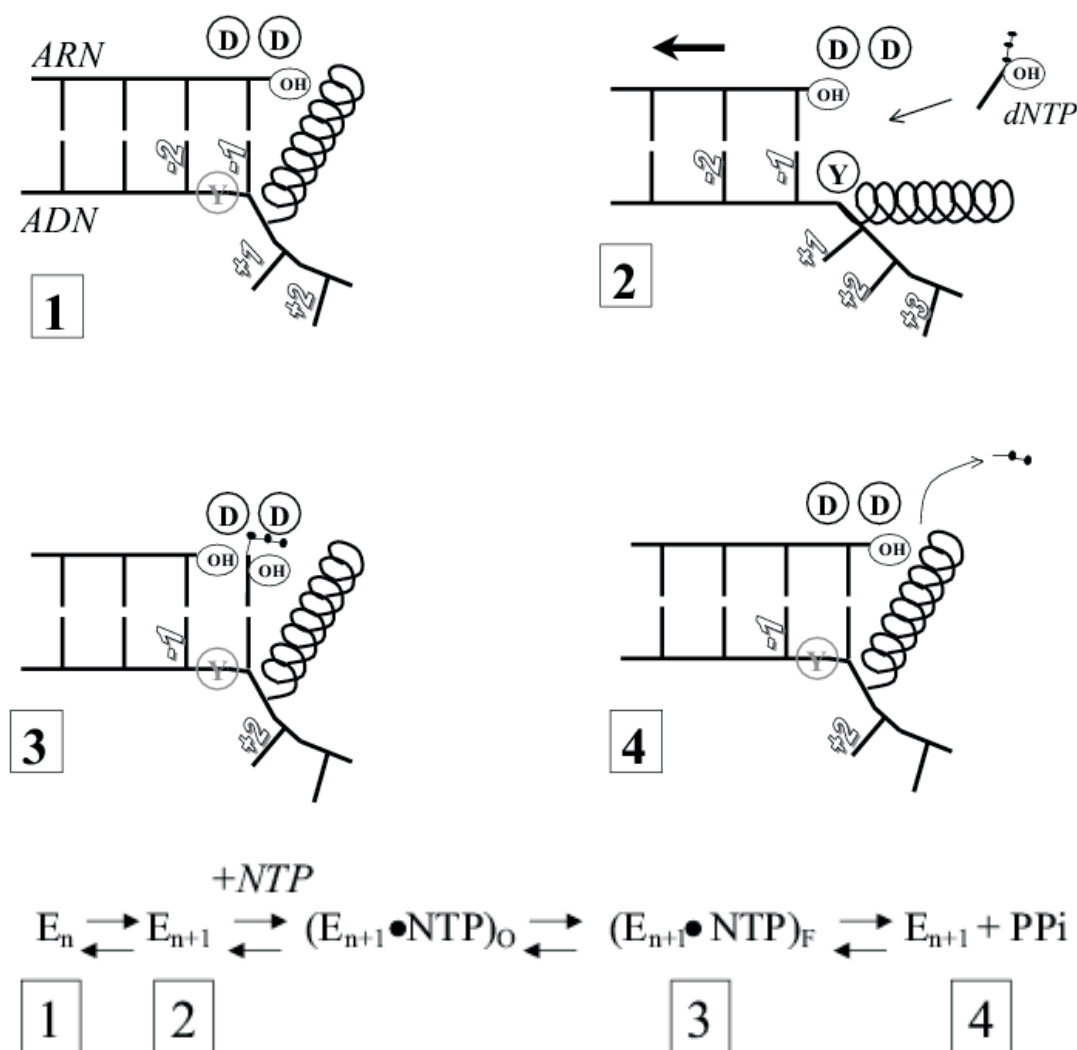 D D
ARN
OH
-2 -1
Y
ADN
+1
+2
1
D D
OH
OH
dNTP
-2 -1
Y
+1
+2
+3
2
D D
OH
OH
-1
Y
+2
3
D D
OH
-1
Y
+2
4
+NTP
Eₙ Eₙ₊₁ (Eₙ₊₁•NTP)O (Eₙ₊₁• NTP)F Eₙ₊₁ + PPi
1 2 3 4